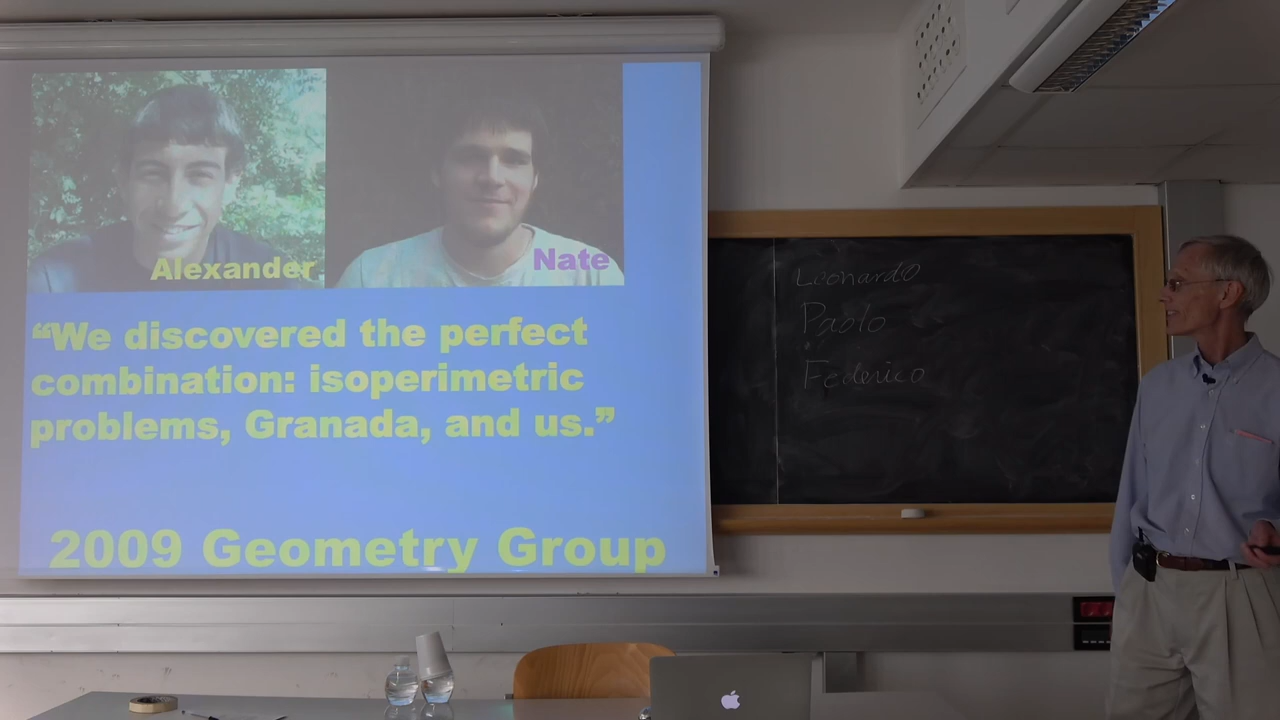 Alexander
Nate
“We discovered the perfect
combination: isoperimetric
problems, Granada, and us.”
2009 Geometry Group
Leonardo
Paolo
Federico